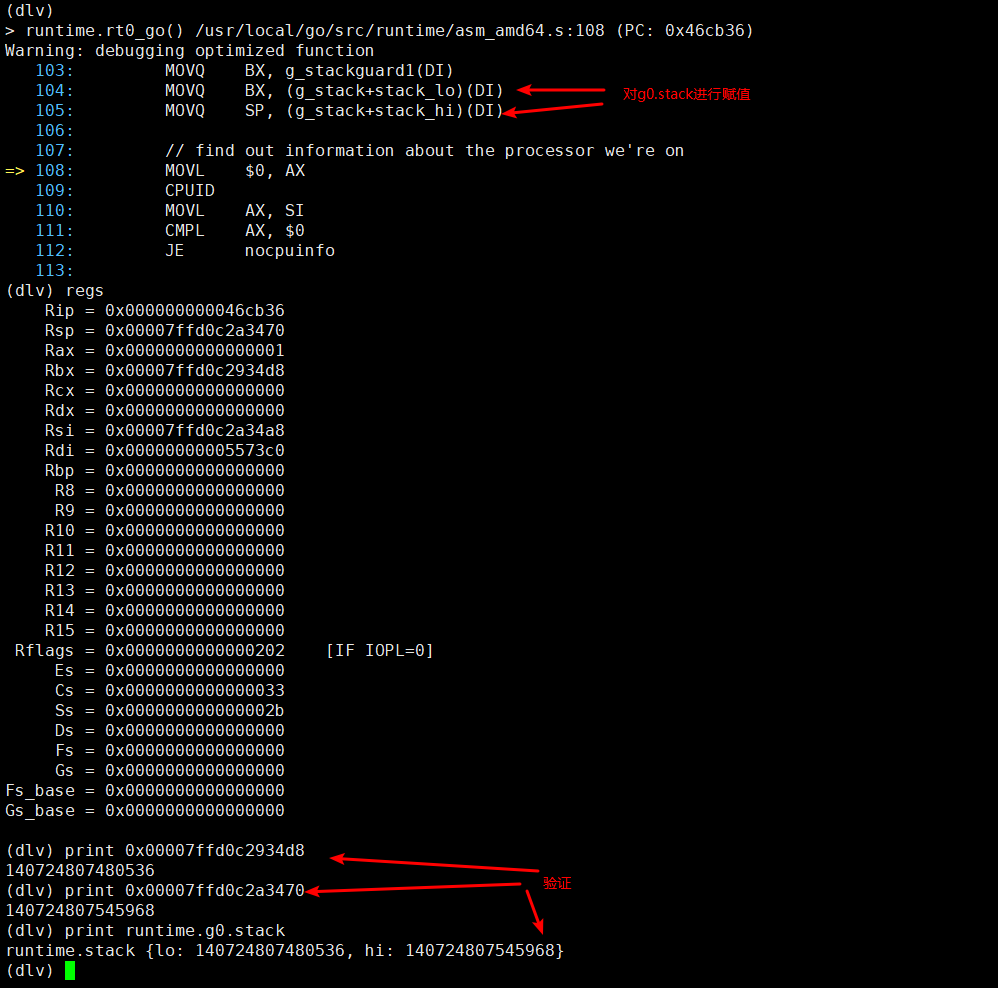 (dlv)
> runtime.rt0_go() /usr/local/go/src/runtime/asm_amd64.s:108 (PC: 0x46cb36)
Warning: debugging optimized function
103: MOVQ BX, g_stackguard1(DI)
104: MOVQ BX, (g_stack+stack_lo)(DI) 对g0.stack进行赋值
105: MOVQ SP, (g_stack+stack_hi)(DI)
106:
107: // find out information about the processor we're on
=> 108: MOVL $0, AX
109: CPUID
110: MOVL AX, SI
111: CMPL AX, $0
112: JE nocpuinfo
113:
(dlv) regs
Rip = 0x000000000046cb36
Rsp = 0x00007ffd0c2a3470
Rax = 0x0000000000000001
Rbx = 0x00007ffd0c2934d8
Rcx = 0x0000000000000000
Rdx = 0x0000000000000000
Rsi = 0x00007ffd0c2a34a8
Rdi = 0x00000000005573c0
Rbp = 0x0000000000000000
R8 = 0x0000000000000000
R9 = 0x0000000000000000
R10 = 0x0000000000000000
R11 = 0x0000000000000000
R12 = 0x0000000000000000
R13 = 0x0000000000000000
R14 = 0x0000000000000000
R15 = 0x0000000000000000
Rflags = 0x0000000000000202 [IF IOPL=0]
Es = 0x0000000000000000
Cs = 0x0000000000000033
Ss = 0x000000000000002b
Ds = 0x0000000000000000
Fs = 0x0000000000000000
Gs = 0x0000000000000000
Fs_base = 0x0000000000000000
Gs_base = 0x0000000000000000
(dlv) print 0x00007ffd0c2934d8
140724807480536
(dlv) print 0x00007ffd0c2a3470 验证
140724807545968
(dlv) print runtime.g0.stack
runtime.stack {lo: 140724807480536, hi: 140724807545968}
(dlv)